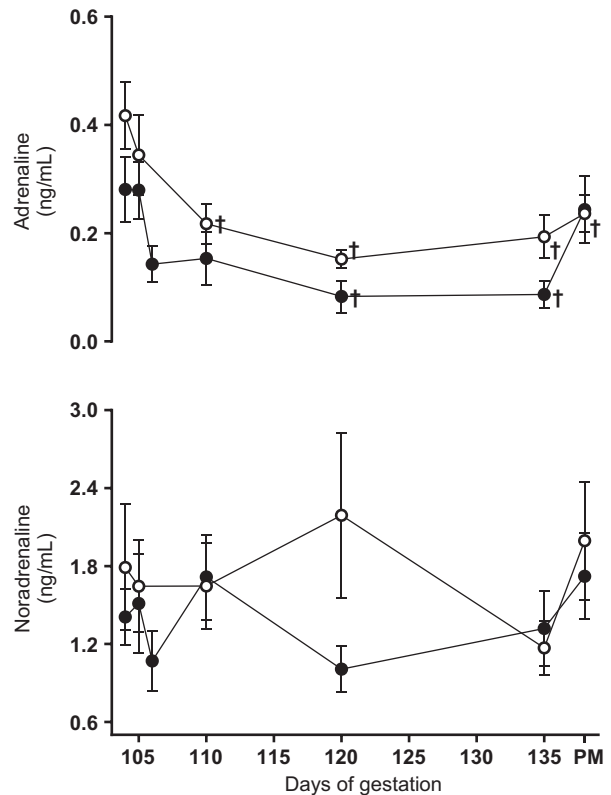 0.6
0.4
0.2
0.0
Adrenaline
(ng/mL)
†
†
†
†
†
†
3.0
2.4
1.8
1.2
0.6
Noradrenaline
(ng/mL)
105 110 115 120 125 130 135 PM
Days of gestation